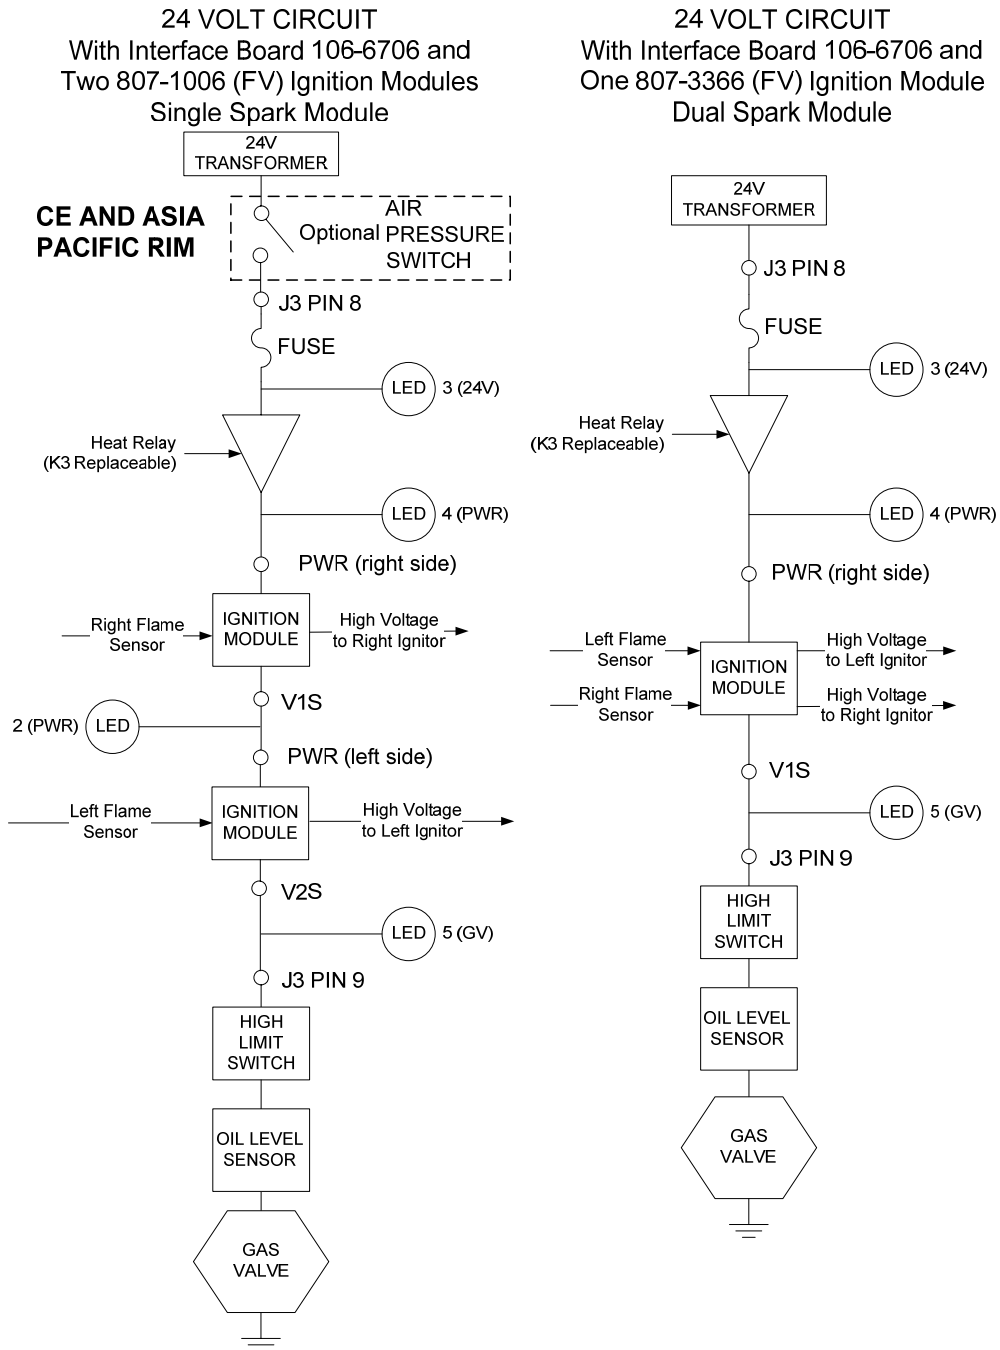 24 VOLT CIRCUIT
With Interface Board 106-6706 and
Two 807-1006 (FV) Ignition Modules
Single Spark Module
24V
TRANSFORMER
CE AND ASIA
PACIFIC RIM
Optional
AIR
PRESSURE
SWITCH
J3 PIN 8
FUSE
LED
3 (24V)
Heat Relay
(K3 Replaceable)
LED
4 (PWR)
PWR (right side)
Right Flame
Sensor
IGNITION
MODULE
High Voltage
to Right Ignitor
V1S
2 (PWR)
LED
PWR (left side)
Left Flame
Sensor
IGNITION
MODULE
High Voltage
to Left Ignitor
V2S
LED
5 (GV)
J3 PIN 9
HIGH
LIMIT
SWITCH
OIL LEVEL
SENSOR
GAS
VALVE
24 VOLT CIRCUIT
With Interface Board 106-6706 and
One 807-3366 (FV) Ignition Module
Dual Spark Module
24V
TRANSFORMER
J3 PIN 8
FUSE
LED
3 (24V)
Heat Relay
(K3 Replaceable)
LED
4 (PWR)
PWR (right side)
Left Flame
Sensor
Right Flame
Sensor
IGNITION
MODULE
High Voltage
to Left Ignitor
High Voltage
to Right Ignitor
V1S
LED
5 (GV)
J3 PIN 9
HIGH
LIMIT
SWITCH
OIL LEVEL
SENSOR
GAS
VALVE